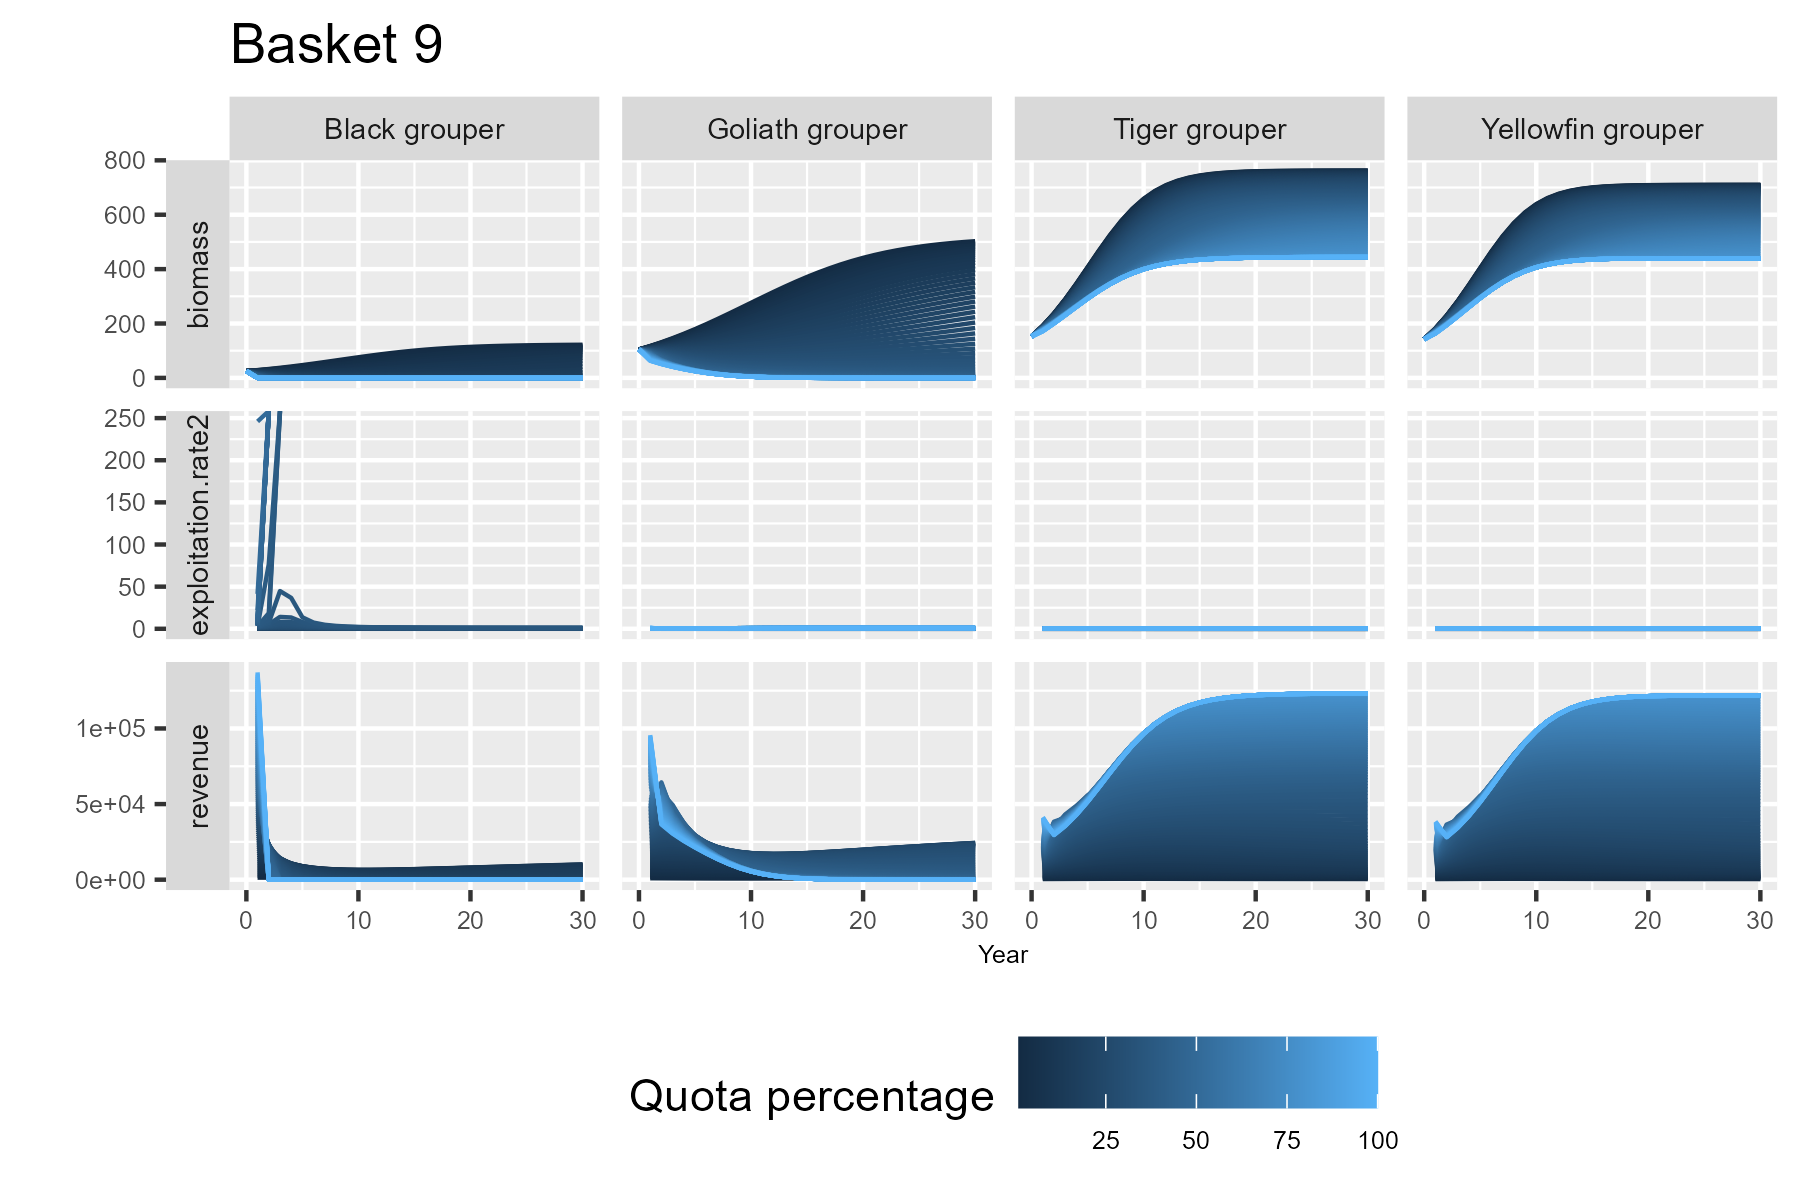 Basket 9
Black grouper Goliath grouper Tiger grouper Yellowfin grouper
biomass
800
600
400
200
0
exploitation.rate2
250
200
150
100
50
0
revenue
1e+05
5e+04
0e+00
0 10 20 30 0 10 20 30 0 10 20 30 0 10 20 30
Year
Quota percentage
25 50 75 100